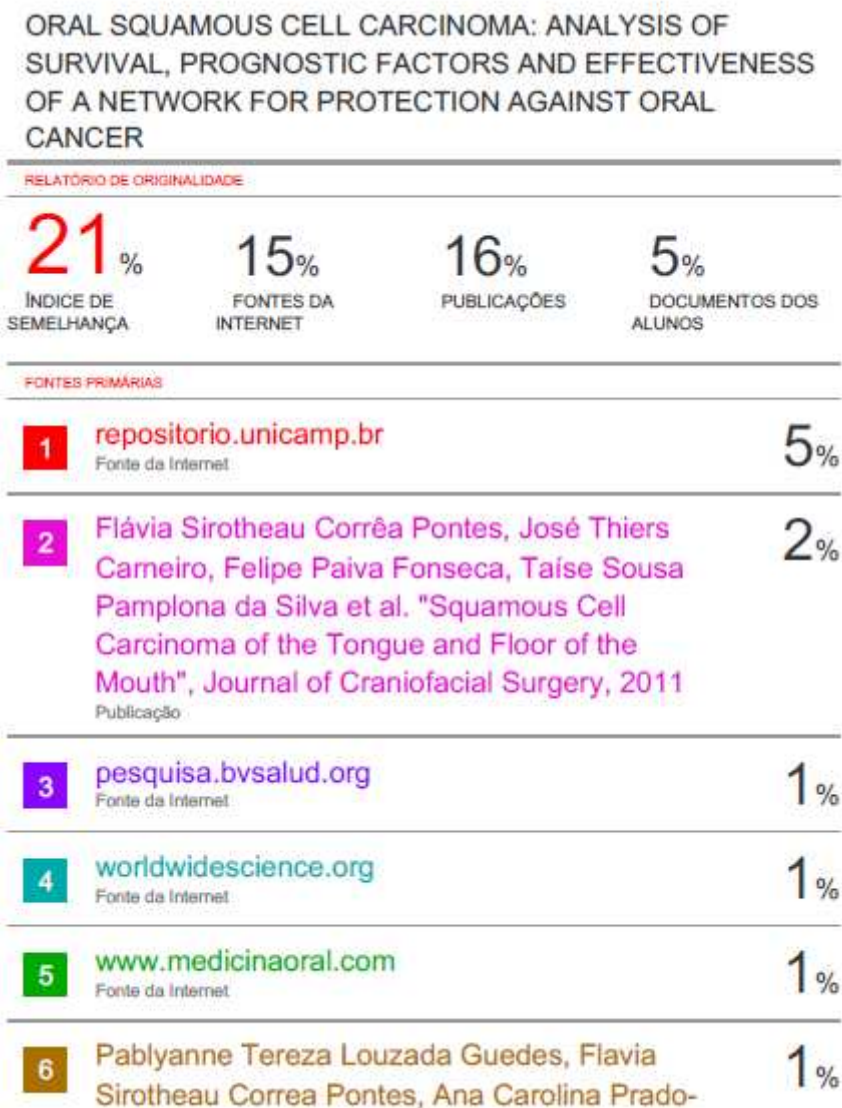 ORAL SQUAMOUS CELL CARCINOMA: ANALYSIS OF
SURVIVAL, PROGNOSTIC FACTORS AND EFFECTIVENESS
OF A NETWORK FOR PROTECTION AGAINST ORAL
CANCER
RELATÓRIO DE ORIGINALIDADE
21%
ÍNDICE DE
SEMELHANÇA
15%
FONTES DA
INTERNET
16%
PUBLICAÇÕES
5%
DOCUMENTOS DOS
ALUNOS
FONTES PRIMÁRIAS
1 repositorio.unicamp.br 5%
Fonte da Internet
2 Flávia Sirotheau Corrêa Pontes, José Thiers 2%
Carneiro, Felipe Paiva Fonseca, Taíse Sousa
Pamplona da Silva et al. "Squamous Cell
Carcinoma of the Tongue and Floor of the
Mouth", Journal of Craniofacial Surgery, 2011
Publicação
3 pesquisa.bvsalud.org 1%
Fonte da Internet
4 worldwidescience.org 1%
Fonte da Internet
5 www.medicinaoral.com 1%
Fonte da Internet
6 Pablyanne Tereza Louzada Guedes, Flavia 1%
Sirotheau Correa Pontes, Ana Carolina Prado-